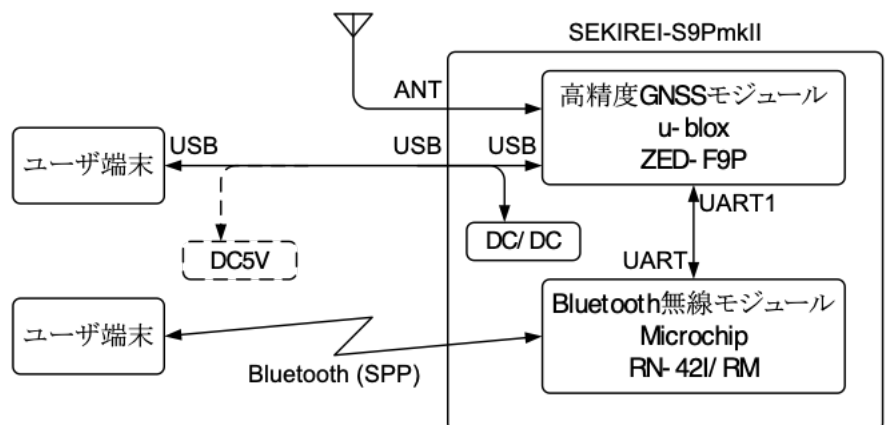 SEKIREI-S9PmkII
ANT
高精度GNSSモジュール
u- blox
ZED- F9P
ユーザ端末
USB
USB
USB
UART1
DC/ DC
DC5V
UART
Bluetooth無線モジュール
Microchip
RN- 42I/ RM
ユーザ端末
Bluetooth (SPP)